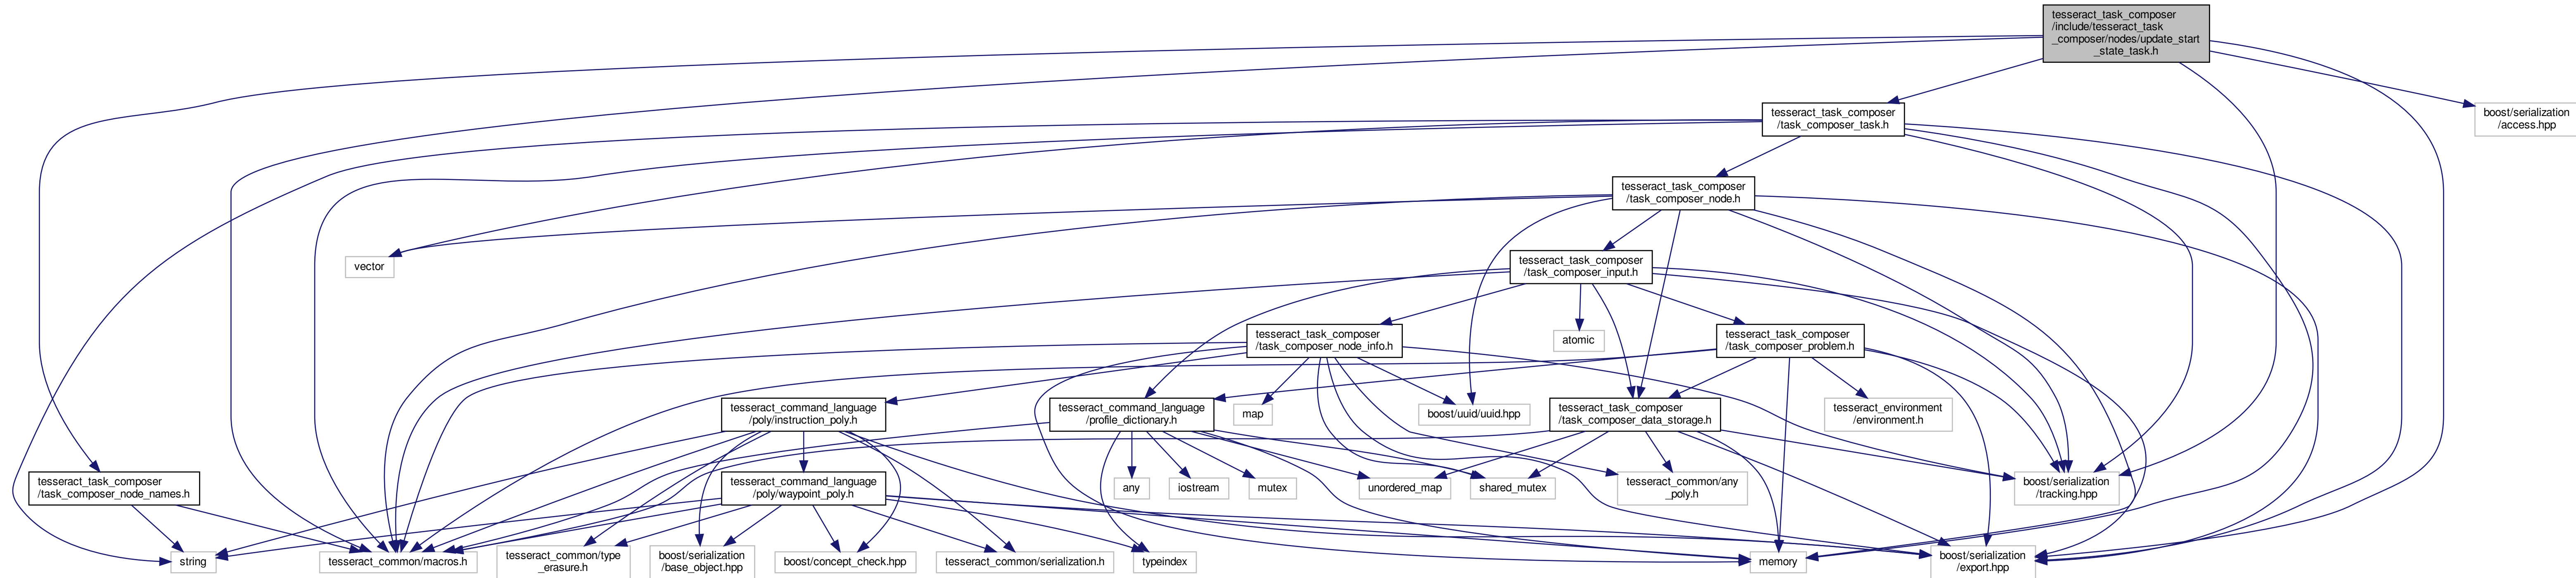 tesseract_task_composer
/include/tesseract_task
_composer/nodes/update_start
_state_task.h
tesseract_task_composer
/task_composer_task.h
boost/serialization
/access.hpp
tesseract_task_composer
/task_composer_node.h
vector
tesseract_task_composer
/task_composer_input.h
tesseract_task_composer
/task_composer_node_info.h
atomic
tesseract_task_composer
/task_composer_problem.h
tesseract_command_language
/poly/instruction_poly.h
tesseract_command_language
/profile_dictionary.h
map
boost/uuid/uuid.hpp
tesseract_task_composer
/task_composer_data_storage.h
tesseract_environment
/environment.h
tesseract_task_composer
/task_composer_node_names.h
tesseract_command_language
/poly/waypoint_poly.h
any
iostream
mutex
unordered_map
shared_mutex
tesseract_common/any
_poly.h
boost/serialization
/tracking.hpp
string
tesseract_common/macros.h
tesseract_common/type
_erasure.h
boost/serialization
/base_object.hpp
boost/concept_check.hpp
tesseract_common/serialization.h
typeindex
memory
boost/serialization
/export.hpp